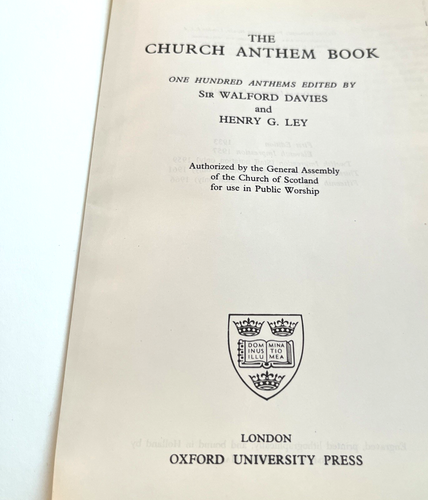 THE
CHURCH ANTHEM BOOK
ONE HUNDRED ANTHEMS EDITED BY
SIR WALFORD DAVIES
and
HENRY G. LEY
Authorized by the General Assembly
of the Church of Scotland
for use in Public Worship
DOM MINA
INUS TIO
ILLU MEA
LONDON
OXFORD UNIVERSITY PRESS